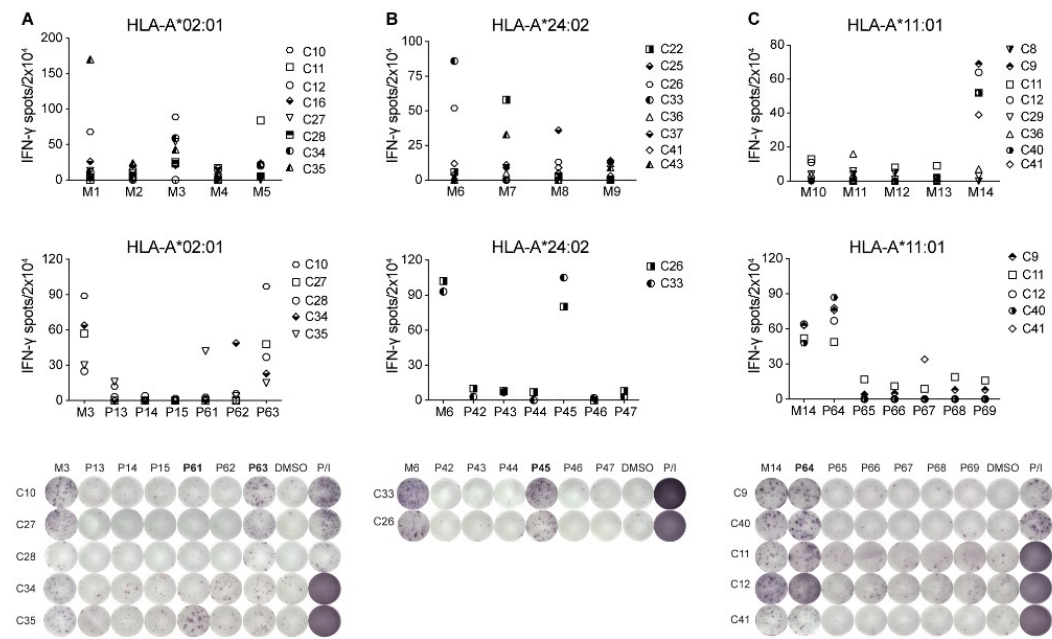 A
HLA-A*02:01
IFN-γ spots/2x10⁴
200
150
100
50
0
M1 M2 M3 M4 M5
C10
C11
C12
C16
C27
C28
C34
C35
B
HLA-A*24:02
IFN-γ spots/2x10⁴
100
75
50
25
0
M6 M7 M8 M9
C22
C25
C26
C33
C36
C37
C41
C43
C
HLA-A*11:01
IFN-γ spots/2x10⁴
80
60
40
20
0
M10 M11 M12 M13 M14
C8
C9
C11
C12
C29
C36
C40
C41
HLA-A*02:01
IFN-γ spots/2x10⁴
120
90
60
30
0
M3 P13 P14 P15 P61 P62 P63
C10
C27
C28
C34
C35
HLA-A*24:02
IFN-γ spots/2x10⁴
120
90
60
30
0
M6 P42 P43 P44 P45 P46 P47
C26
C33
HLA-A*11:01
IFN-γ spots/2x10⁴
120
90
60
30
0
M14 P64 P65 P66 P67 P68 P69
C9
C11
C12
C40
C41
M3 P13 P14 P15 P61 P62 P63 DMSO P/I
C10
C27
C28
C34
C35
M6 P42 P43 P44 P45 P46 P47 DMSO P/I
C33
C26
M14 P64 P65 P66 P67 P68 P69 DMSO P/I
C9
C40
C11
C12
C41